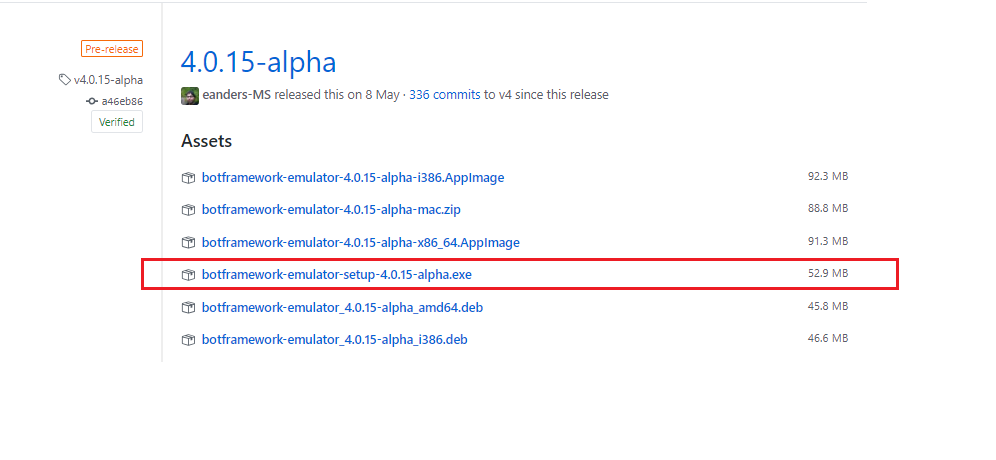 Pre-release
v4.0.15-alpha
a46eb86
Verified
4.0.15-alpha
eanders-MS released this on 8 May · 336 commits to v4 since this release
Assets
botframework-emulator-4.0.15-alpha-i386.AppImage 92.3 MB
botframework-emulator-4.0.15-alpha-mac.zip 88.8 MB
botframework-emulator-4.0.15-alpha-x86_64.AppImage 91.3 MB
botframework-emulator-setup-4.0.15-alpha.exe 52.9 MB
botframework-emulator_4.0.15-alpha_amd64.deb 45.8 MB
botframework-emulator_4.0.15-alpha_i386.deb 46.6 MB